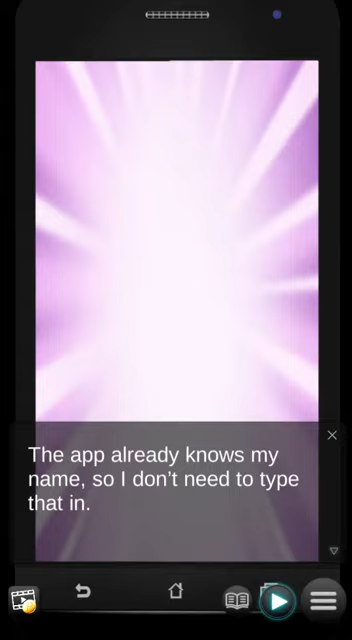 The app already knows my
name, so I don’t need to type
that in.